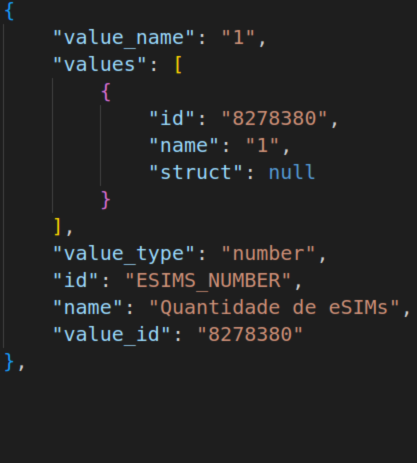 {
"value_name": "1",
"values": [
{
"id": "8278380",
"name": "1",
"struct": null
}
],
"value_type": "number",
"id": "ESIMS_NUMBER",
"name": "Quantidade de eSIMs",
"value_id": "8278380"
},